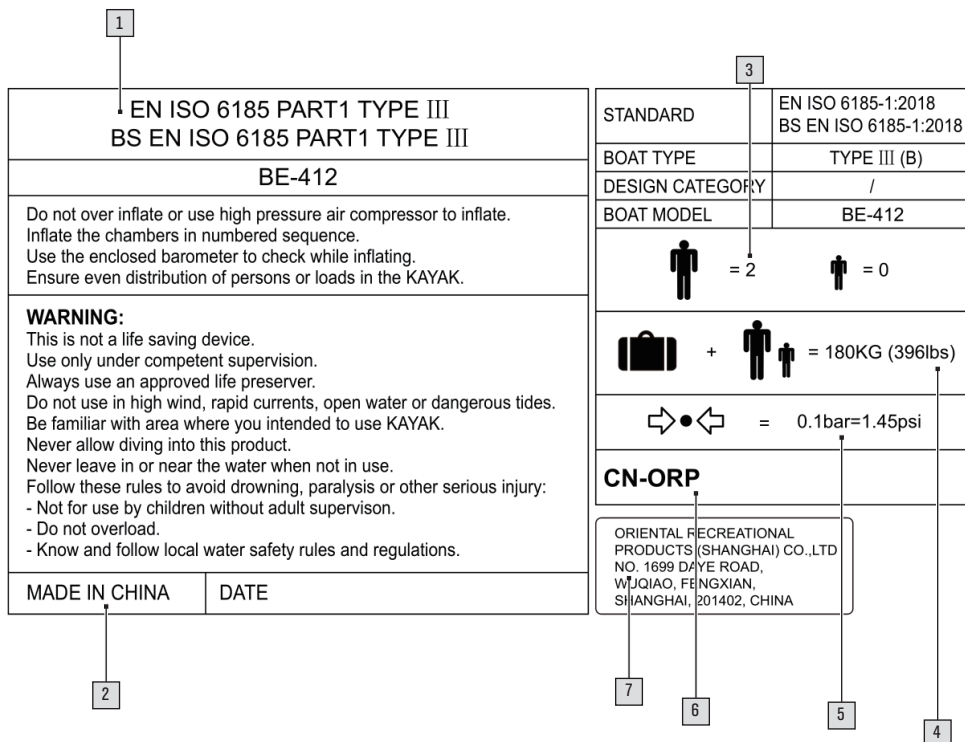 1
EN ISO 6185 PART1 TYPE III
BS EN ISO 6185 PART1 TYPE III
BE-412
Do not over inflate or use high pressure air compressor to inflate.
Inflate the chambers in numbered sequence.
Use the enclosed barometer to check while inflating.
Ensure even distribution of persons or loads in the KAYAK.
WARNING:
This is not a life saving device.
Use only under competent supervision.
Always use an approved life preserver.
Do not use in high wind, rapid currents, open water or dangerous tides.
Be familiar with area where you intended to use KAYAK.
Never allow diving into this product.
Never leave in or near the water when not in use.
Follow these rules to avoid drowning, paralysis or other serious injury:
- Not for use by children without adult supervison.
- Do not overload.
- Know and follow local water safety rules and regulations.
MADE IN CHINA DATE
2
3
STANDARD EN ISO 6185-1:2018
BS EN ISO 6185-1:2018
BOAT TYPE TYPE III (B)
DESIGN CATEGORY /
BOAT MODEL BE-412
= 2 = 0
+ = 180KG (396lbs)
= 0.1bar=1.45psi
CN-ORP
ORIENTAL RECREATIONAL
PRODUCTS (SHANGHAI) CO.,LTD
NO. 1699 DAYE ROAD,
WUQIAO, FENGXIAN,
SHANGHAI, 201402, CHINA
7
6
5
4